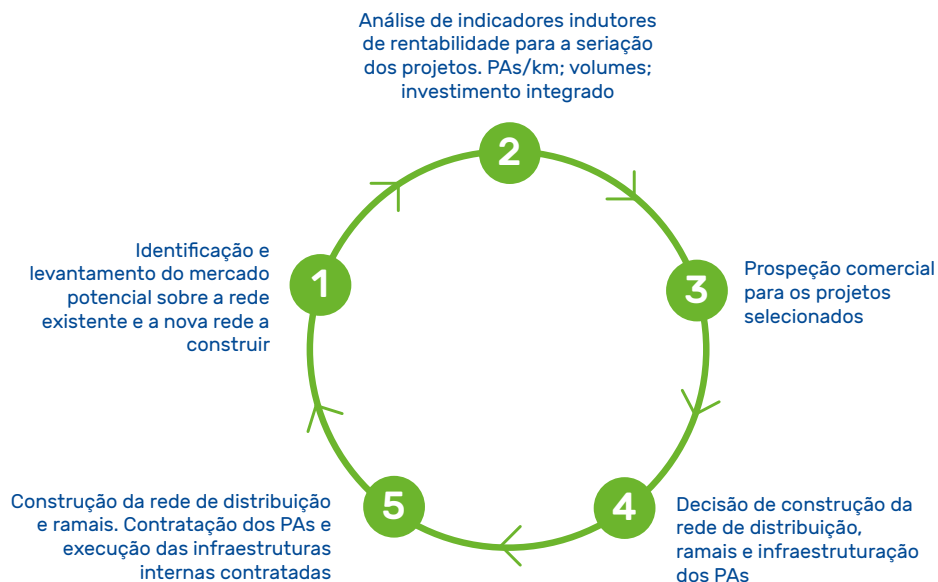 Análise de indicadores indutores
de rentabilidade para a seriação
dos projetos. PAs/km; volumes;
investimento integrado
2
Identificação e
levantamento do mercado
potencial sobre a rede
existente e a nova rede a
construir
1
3
Prospeção comercial
para os projetos
selecionados
Construção da rede de distribuição
e ramais. Contratação dos PAs e
execução das infraestruturas
internas contratadas
5
4
Decisão de construção da
rede de distribuição,
ramais e infraestruturação
dos PAs